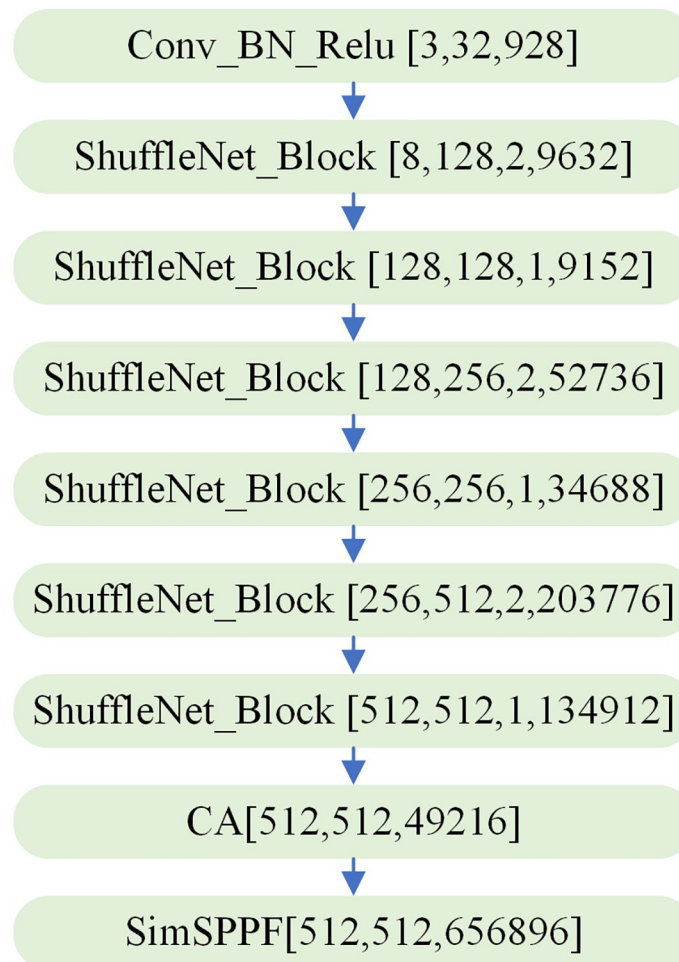 Conv_BN_Relu [3,32,928]
ShuffleNet_Block [8,128,2,9632]
ShuffleNet_Block [128,128,1,9152]
ShuffleNet_Block [128,256,2,52736]
ShuffleNet_Block [256,256,1,34688]
ShuffleNet_Block [256,512,2,203776]
ShuffleNet_Block [512,512,1,134912]
CA[512,512,49216]
SimSPPF[512,512,656896]